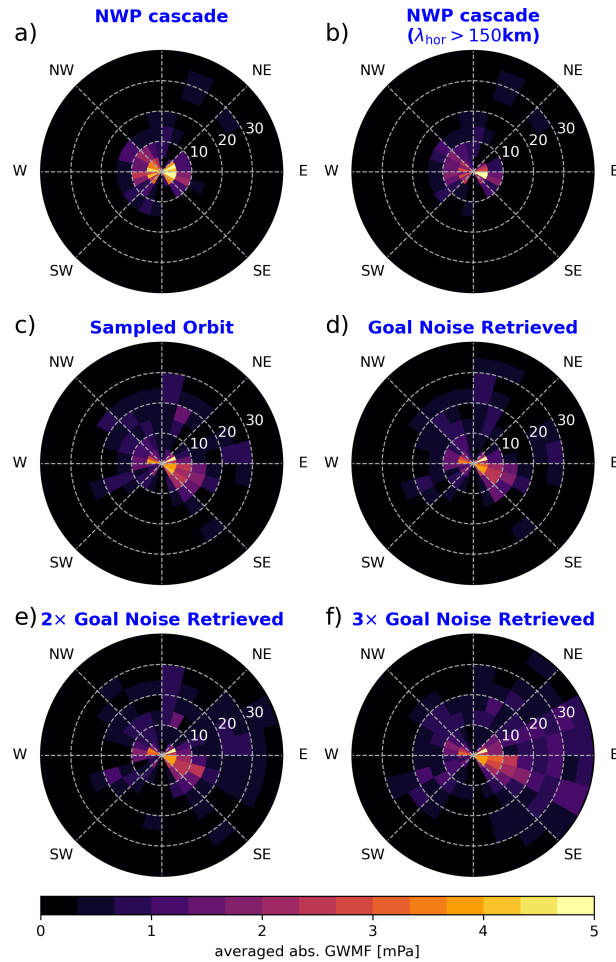 a) NWP cascade
b) NWP cascade
(λhor > 150km)
NW NE NW NE
30 30
20 20
10 10
W E W E
SW SE SW SE
c) Sampled Orbit
d) Goal Noise Retrieved
NW NE NW NE
30 30
20 20
10 10
W E W E
SW SE SW SE
e) 2× Goal Noise Retrieved
f) 3× Goal Noise Retrieved
NW NE NW NE
30 30
20 20
10 10
W E W E
SW SE SW SE
0 1 2 3 4 5
averaged abs. GWMF [mPa]